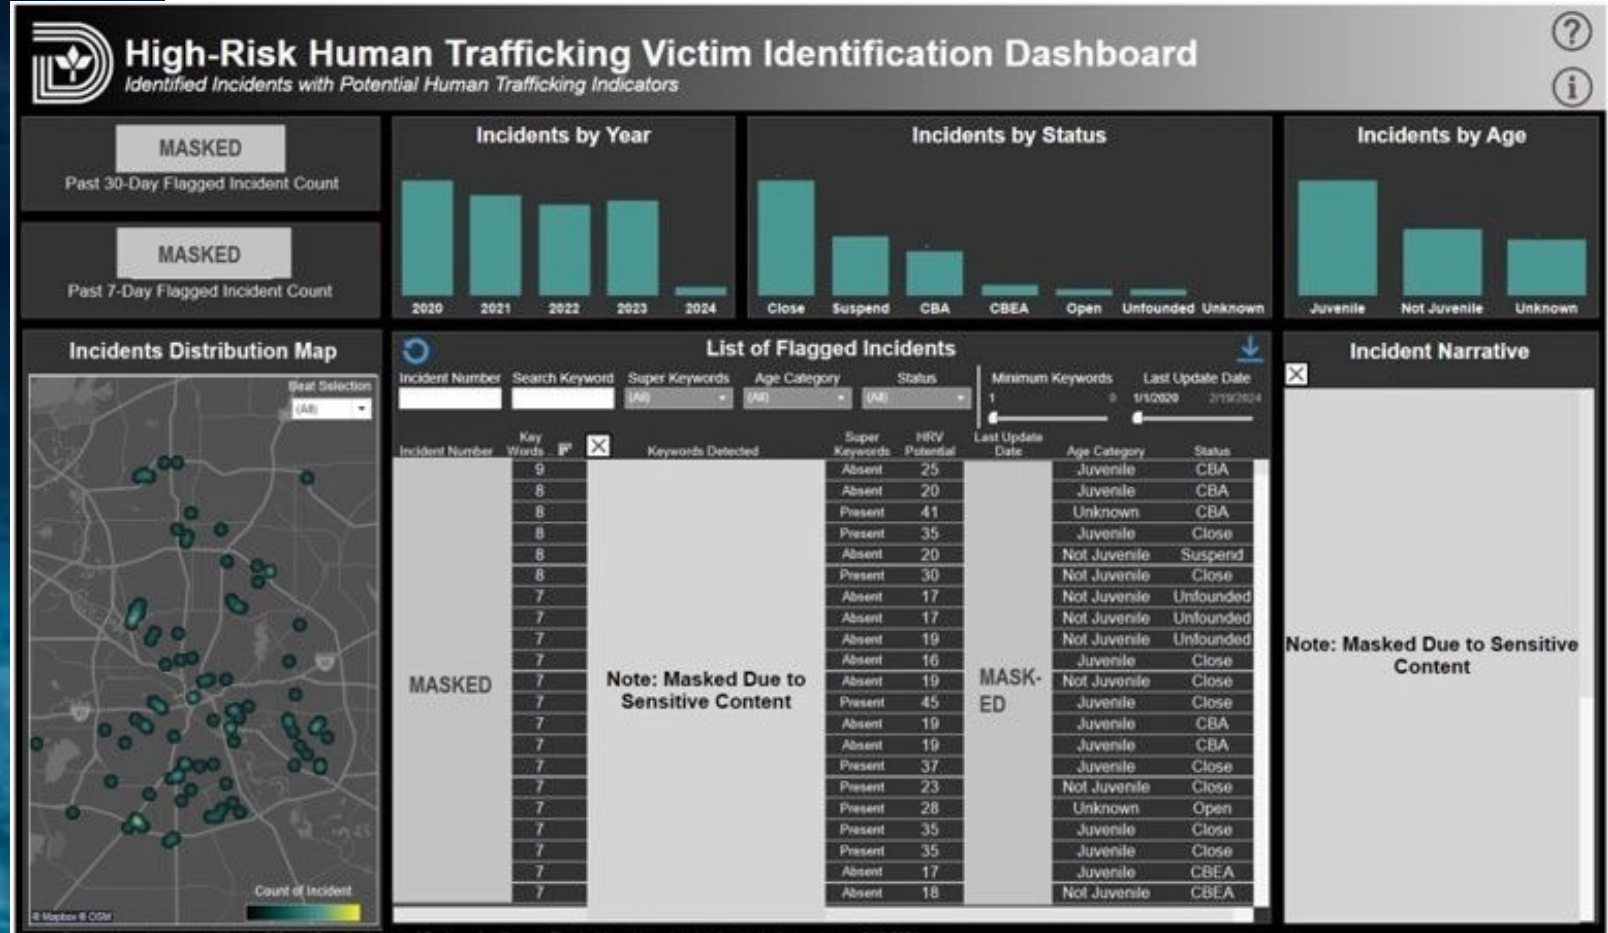 High-Risk Human Trafficking Victim Identification Dashboard
Identified Incidents with Potential Human Trafficking Indicators
?
i
MASKED
Past 30-Day Flagged Incident Count
MASKED
Past 7-Day Flagged Incident Count
Incidents by Year
2020 2021 2022 2023 2024
Incidents by Status
Close Suspend CBA CBEA Open Unfounded Unknown
Incidents by Age
Juvenile Not Juvenile Unknown
Incidents Distribution Map
Beat Selection
(All)
Count of Incident
© Mapbox © OSM
List of Flagged Incidents
Incident Number Search Keyword Super Keywords Age Category Status Minimum Keywords Last Update Date
(All) (All) (All) 1 9 1/1/2020 2/19/2024
Incident Number Key Words Keywords Detected Super Keywords HRV Potential Last Update Date Age Category Status
9 Absent 25 Juvenile CBA
8 Absent 20 Juvenile CBA
8 Present 41 Unknown CBA
8 Present 35 Juvenile Close
8 Absent 20 Not Juvenile Suspend
8 Present 30 Not Juvenile Close
7 Absent 17 Not Juvenile Unfounded
7 Absent 17 Not Juvenile Unfounded
7 Absent 19 Not Juvenile Unfounded
7 Absent 16 Juvenile Close
7 Absent 19 Not Juvenile Close
7 Present 45 Juvenile Close
7 Absent 19 Juvenile CBA
7 Absent 19 Juvenile CBA
7 Present 37 Juvenile Close
7 Present 23 Not Juvenile Close
7 Present 28 Unknown Open
7 Present 35 Juvenile Close
7 Present 35 Juvenile Close
7 Absent 17 Juvenile CBEA
7 Absent 18 Not Juvenile CBEA
MASKED
Note: Masked Due to
Sensitive Content
MASK-
ED
Incident Narrative
Note: Masked Due to Sensitive
Content